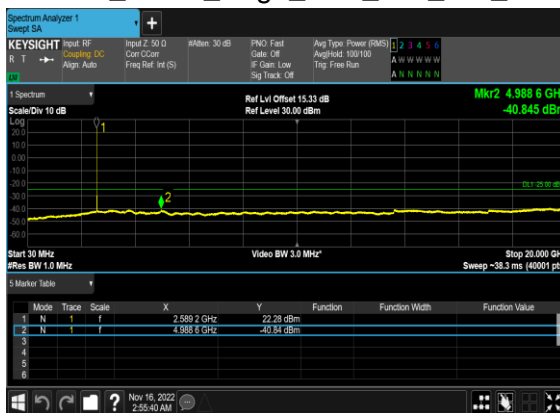 Spectrum Analyzer 1
Swept SA
KEYSIGHT Input: RF Input Z: 50 Ω #Atten: 30 dB PNO: Fast Avg Type: Power (RMS) 1 2 3 4 5 6
R T Coupling: DC Corr CCorr Gate: Off Avg|Hold: 100/100 A W W W W W
Align: Auto Freq Ref: Int (S) IF Gain: Low Trig: Free Run
LU Sig Track: Off A N N N N N
1 Spectrum Ref Lvl Offset 15.33 dB Mkr2 4.988 6 GH
Scale/Div 10 dB Ref Level 30.00 dBm -40.845 dBr
Log
20.0
10.0
0.00
-10.0
-20.0
DL1 -25.00 dB
-30.0
-40.0
-50.0
-60.0
1
2
Start 30 MHz Video BW 3.0 MHz* Stop 20.000 GH
#Res BW 1.0 MHz Sweep ~38.3 ms (40001 pt
5 Marker Table
Mode Trace Scale X Y Function Function Width Function Value
1 N 1 f 2.589 2 GHz 22.28 dBm
2 N 1 f 4.988 6 GHz -40.84 dBm
3
4
5
6
? Nov 16, 2022
2:55:40 AM